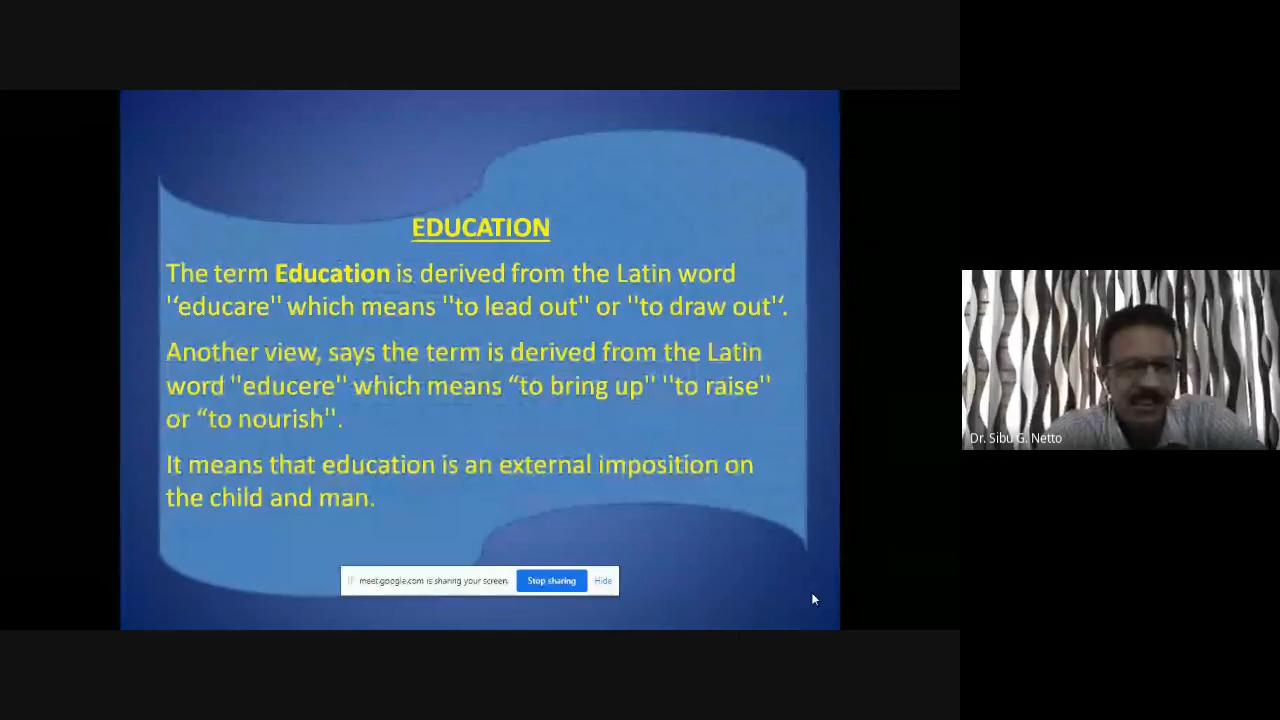 EDUCATION
The term Education is derived from the Latin word
"‘educare" which means "to lead out" or "to draw out"‘.
Another view, says the term is derived from the Latin
word "educere" which means “to bring up" "to raise"
or “to nourish".
It means that education is an external imposition on
the child and man.
meet.google.com is sharing your screen. Stop sharing Hide
Dr. Sibu G. Netto